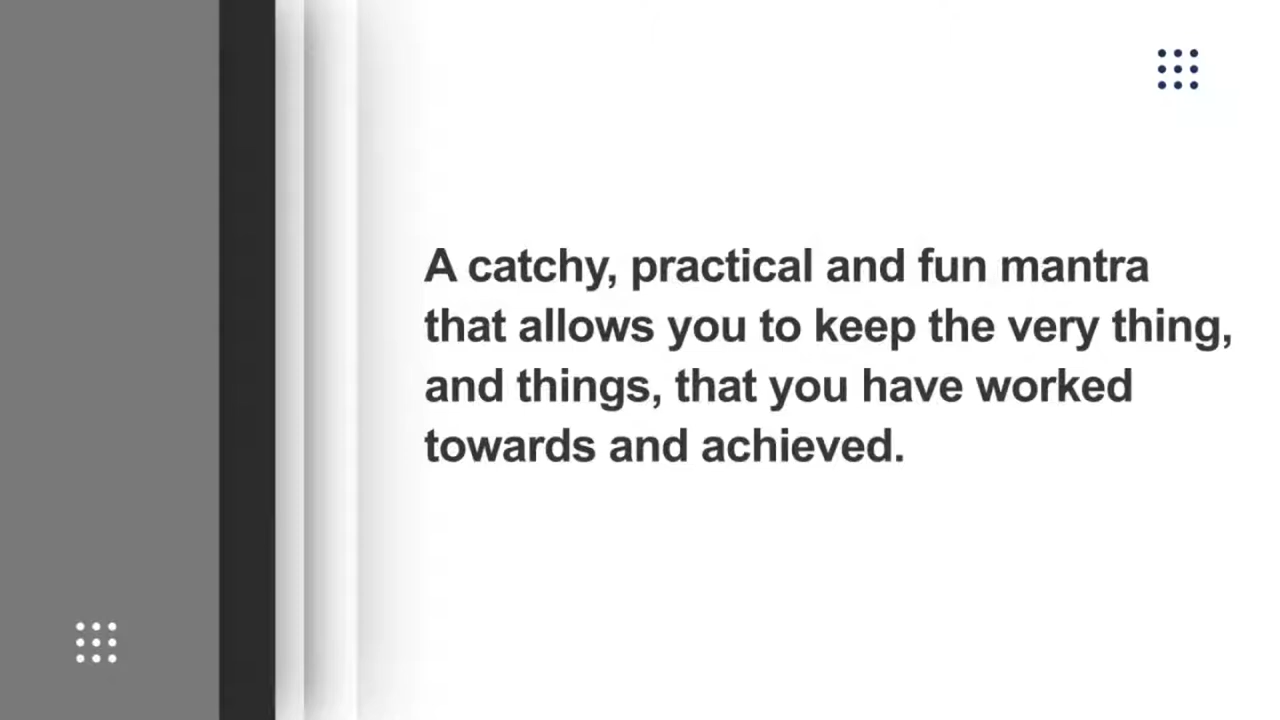 A catchy, practical and fun mantra
that allows you to keep the very thing,
and things, that you have worked
towards and achieved.